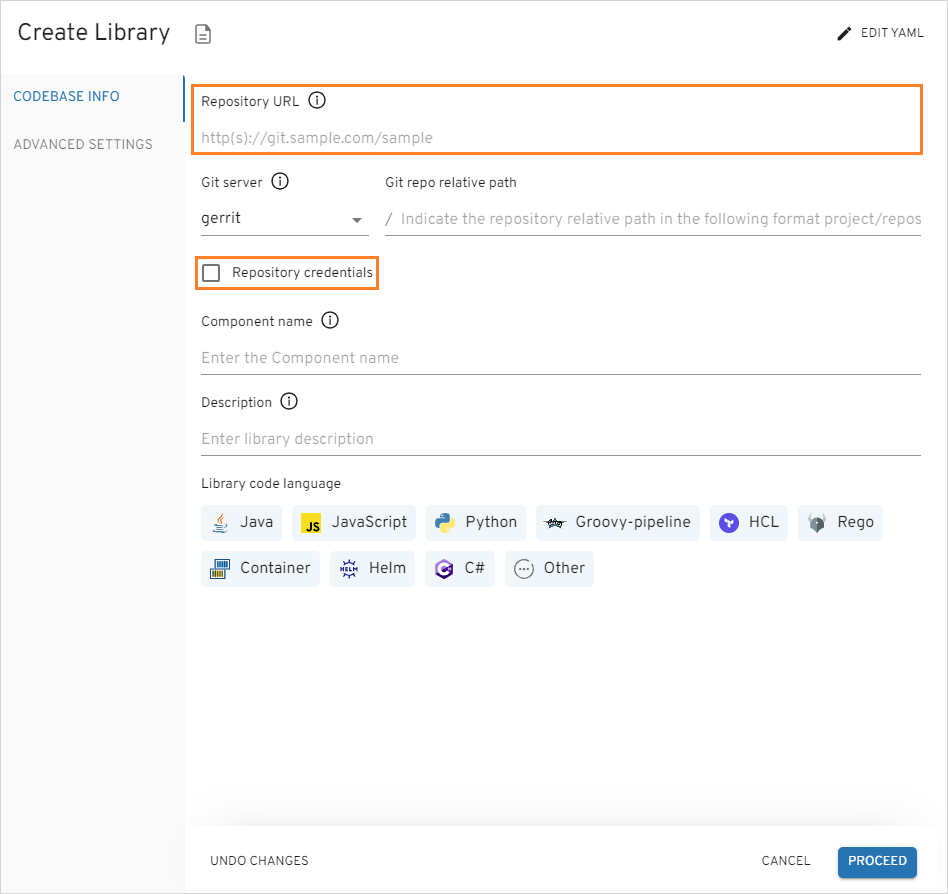 Create Library
EDIT YAML
CODEBASE INFO
ADVANCED SETTINGS
Repository URL
http(s)://git.sample.com/sample
Git server
Git repo relative path
gerrit
/ Indicate the repository relative path in the following format project/repos
Repository credentials
Component name
Enter the Component name
Description
Enter library description
Library code language
Java
JS JavaScript
Python
Groovy-pipeline
HCL
Rego
Container
HELM Helm
C C#
Other
UNDO CHANGES
CANCEL
PROCEED